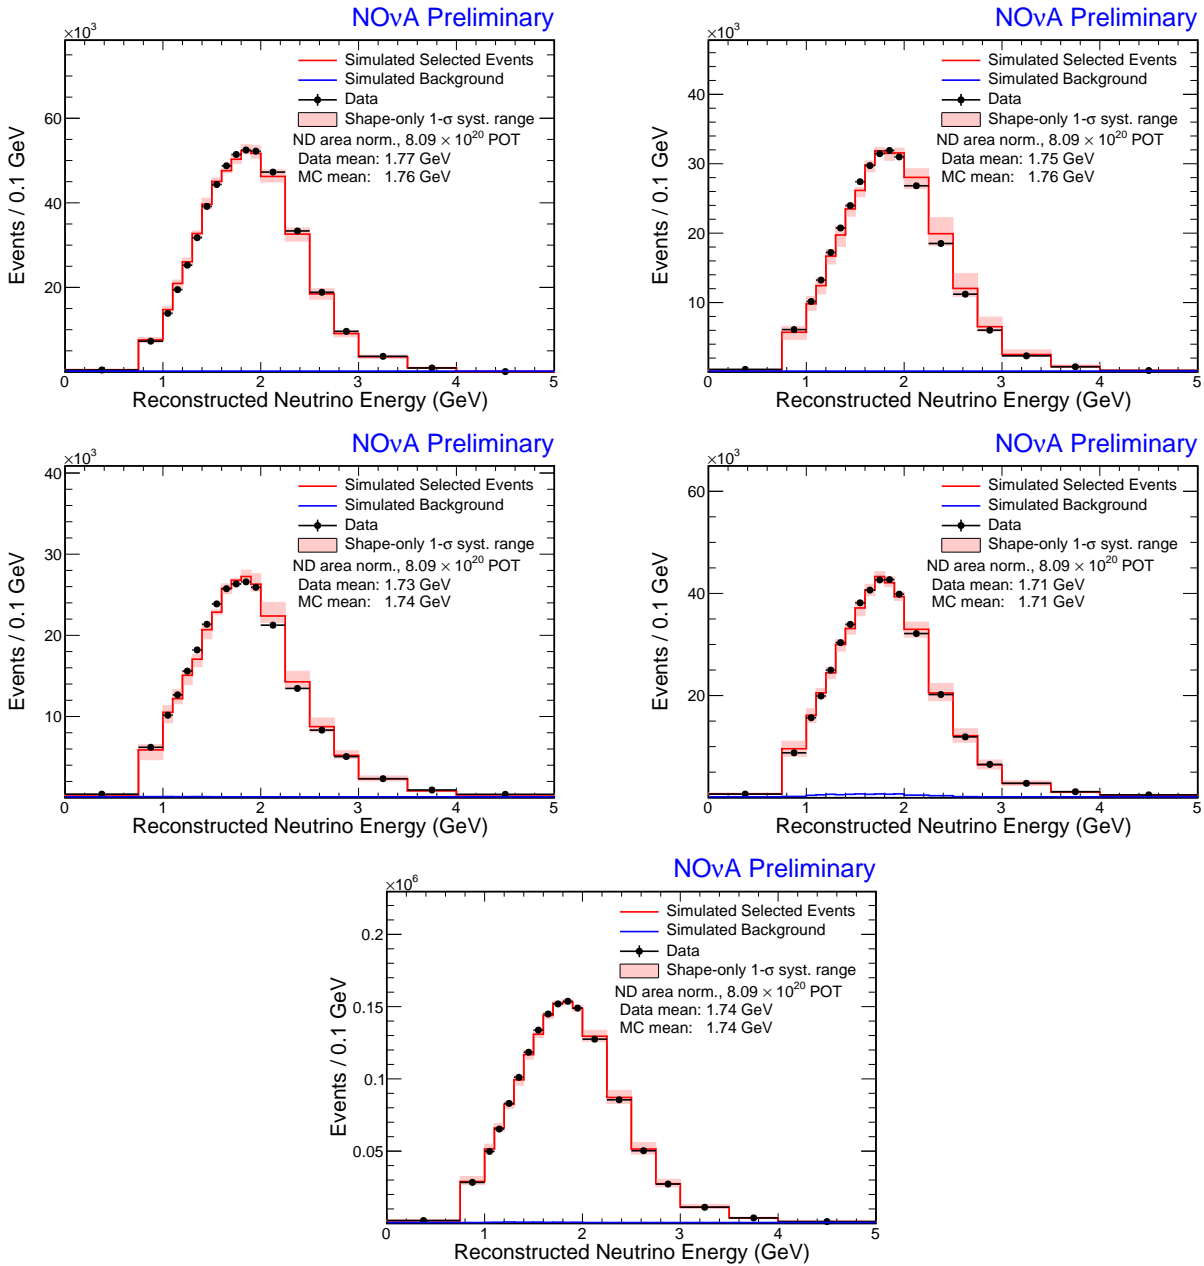 NOνA Preliminary
×10³
Simulated Selected Events
Simulated Background
Data
Shape-only 1-σ syst. range
ND area norm., 8.09 × 10²⁰ POT
Data mean: 1.77 GeV
MC mean: 1.76 GeV
60
40
20
Events / 0.1 GeV
0 1 2 3 4 5
Reconstructed Neutrino Energy (GeV)
NOνA Preliminary
×10³
Simulated Selected Events
Simulated Background
Data
Shape-only 1-σ syst. range
ND area norm., 8.09 × 10²⁰ POT
Data mean: 1.75 GeV
MC mean: 1.76 GeV
40
30
20
10
Events / 0.1 GeV
0 1 2 3 4 5
Reconstructed Neutrino Energy (GeV)
NOνA Preliminary
×10³
Simulated Selected Events
Simulated Background
Data
Shape-only 1-σ syst. range
ND area norm., 8.09 × 10²⁰ POT
Data mean: 1.73 GeV
MC mean: 1.74 GeV
40
30
20
10
Events / 0.1 GeV
0 1 2 3 4 5
Reconstructed Neutrino Energy (GeV)
NOνA Preliminary
×10³
Simulated Selected Events
Simulated Background
Data
Shape-only 1-σ syst. range
ND area norm., 8.09 × 10²⁰ POT
Data mean: 1.71 GeV
MC mean: 1.71 GeV
60
40
20
Events / 0.1 GeV
0 1 2 3 4 5
Reconstructed Neutrino Energy (GeV)
NOνA Preliminary
×10⁶
Simulated Selected Events
Simulated Background
Data
Shape-only 1-σ syst. range
ND area norm., 8.09 × 10²⁰ POT
Data mean: 1.74 GeV
MC mean: 1.74 GeV
0.2
0.15
0.1
0.05
Events / 0.1 GeV
0 1 2 3 4 5
Reconstructed Neutrino Energy (GeV)